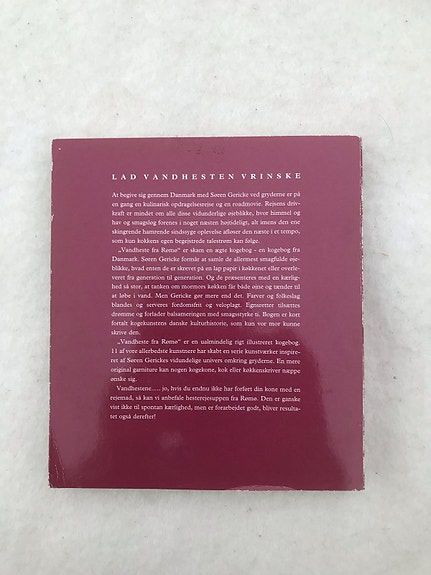 LAD VANDHESTEN VRINSKE
At begive sig gennem Danmark med Søren Gericke ved gryderne er på
en gang en kulinarisk opdragelsesrejse og en roadmovie. Rejsens driv-
kraft er mindet om alle disse vidunderlige øjeblikke, hvor himmel og
hav og smagsløg forenes i noget næsten højtideligt, alt imens den ene
skingrende hamrende sindssyge oplevelse afløser den næste i et tempo,
som kun kokkens egen begejstrede talestrøm kan følge.
„Vandheste fra Rømø“ er skam en ægte kogebog – en kogebog fra
Danmark. Søren Gericke formår at samle de allermest smagfulde øje-
blikke, hvad enten de er skrevet på en lap papir i køkkenet eller overle-
veret fra generation til generation. Og de præsenteres med en kærlig-
hed så stor, at tanken om mormors køkken får både øjne og tænder til
at løbe i vand. Men Gericke gør mere end det. Farver og folkeslag
blandes og serveres fordomsfrit og veloplagt. Egnsretter tilsættes
drømme og forlader balsameringen med smagsstyrke ti. Bogen er kort
fortalt kogekunstens danske kulturhistorie, som kun vor mor kunne
skrive den.
„Vandheste fra Rømø“ er en ualmindelig rigt illustreret kogebog.
11 af vore allerbedste kunstnere har skabt en serie kunstværker inspire-
ret af Søren Gerickes vidundelige univers omkring gryderne. En mere
original garniture kan nogen kogekone, kok eller køkkenskriver næppe
ønske sig.
Vandhestene..... jo, hvis du endnu ikke har forført din kone med en
rejemad, så kan vi anbefale hesterejesuppen fra Rømø. Den er ganske
vist ikke til spontan kærlighed, men er forarbejdet godt, bliver resulta-
tet også derefter!